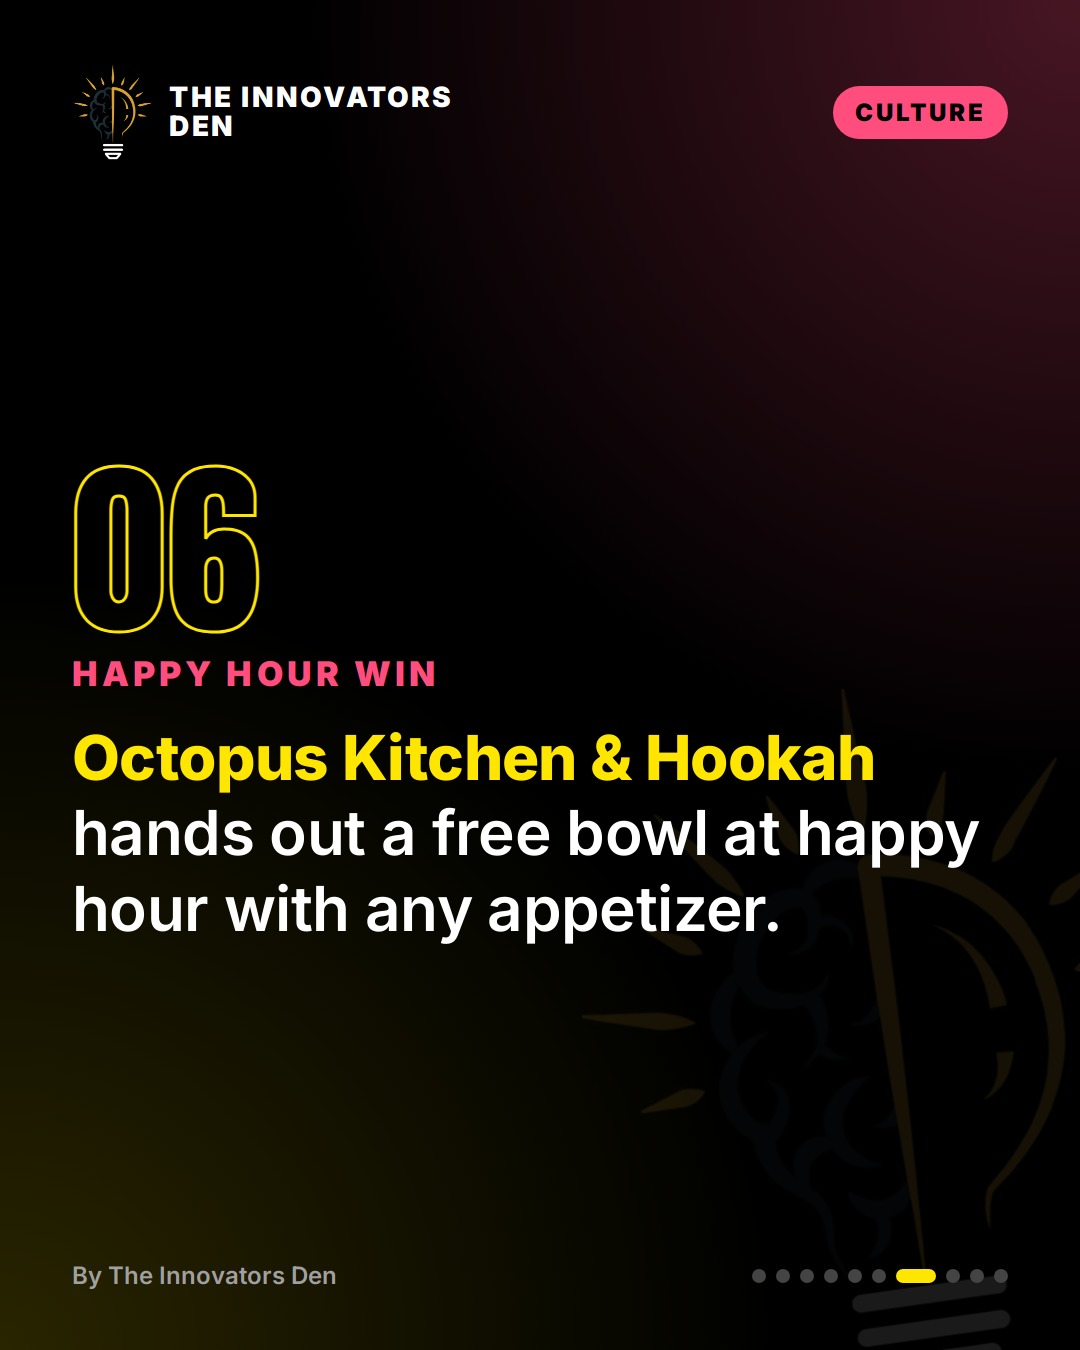 THE INNOVATORS
DEN
CULTURE
06
HAPPY HOUR WIN
Octopus Kitchen & Hookah
hands out a free bowl at happy
hour with any appetizer.
By The Innovators Den